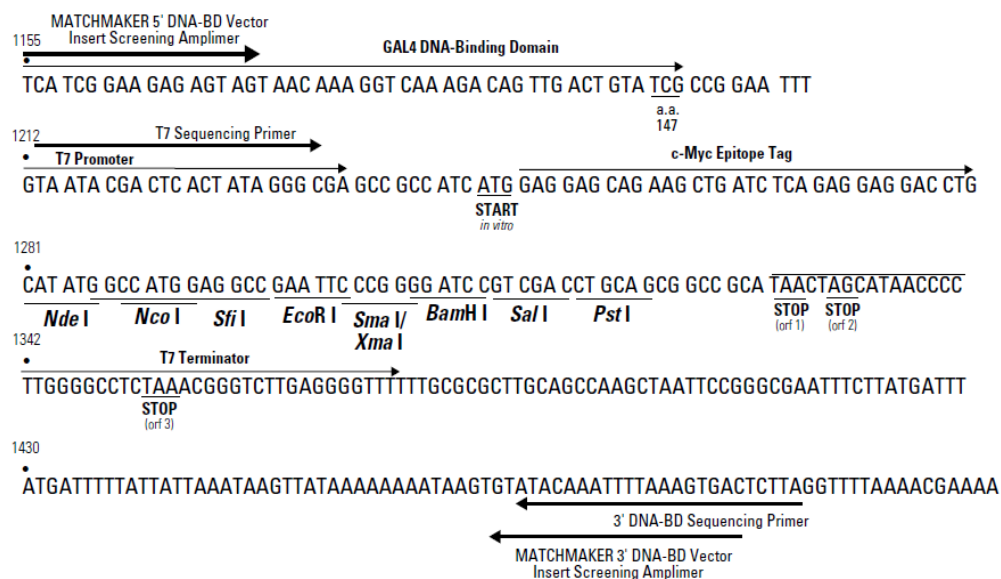 MATCHMAKER 5' DNA-BD Vector
1155 Insert Screening Amplimer
GAL4 DNA-Binding Domain
TCA TCG GAA GAG AGT AGT AAC AAA GGT CAA AGA CAG TTG ACT GTA TCG CCG GAA TTT
a.a.
147
1212 T7 Sequencing Primer
T7 Promoter c-Myc Epitope Tag
GTA ATA CGA CTC ACT ATA GGG CGA GCC GCC ATC ATG GAG GAG CAG AAG CTG ATC TCA GAG GAG GAC CTG
START
in vitro
1281
CAT ATG GCC ATG GAG GCC GAA TTC CCG GGG ATC CGT CGA CCT GCA GCG GCC GCA TAACTAGCATAACCCC
Nde I Nco I Sfi I EcoR I Sma I/ BamH I Sal I Pst I STOP STOP
Xma I (orf 1) (orf 2)
1342 T7 Terminator
TTGGGGCCTCTAAACGGGTCTTGAGGGGTTTTTTGCGCGCTTGCAGCCAAGCTAATTCCGGGCGAATTTCTTATGATTT
STOP
(orf 3)
1430
ATGATTTTTATTATTAAATAAGTTATAAAAAAAATAAGTGTATACAAATTTTAAAGTGACTCTTAGGTTTTAAAACGAAAA
3' DNA-BD Sequencing Primer
MATCHMAKER 3' DNA-BD Vector
Insert Screening Amplimer